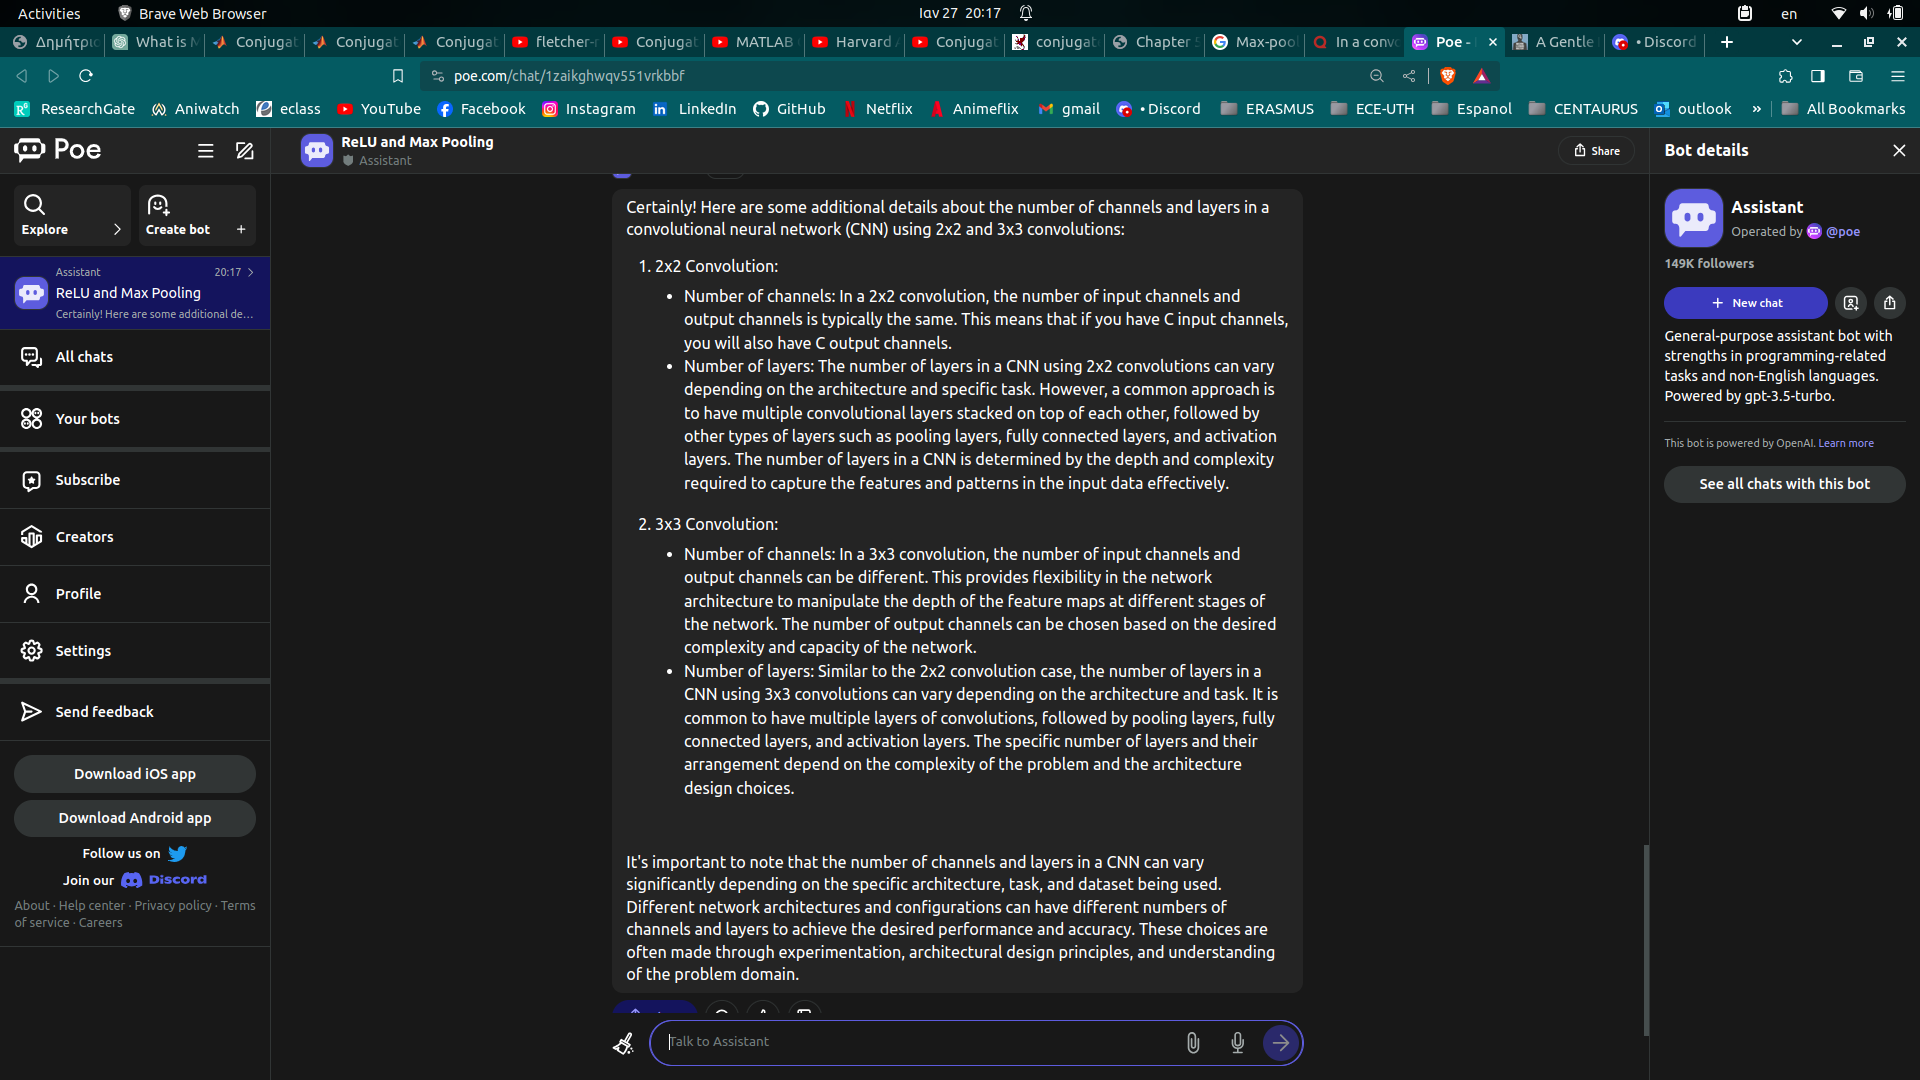 Activities
Brave Web Browser
Ιαν 27 20:17
en
Δημήτρι
What is M
Conjugat
Conjugat
Conjugat
fletcher-r
Conjugat
MATLAB
Harvard
Conjugat
conjugat
Chapter
Max-pool
In a conv
Poe -
A Gentle
• Discord
poe.com/chat/1zaikghwqv551vrkbbf
ResearchGate
Aniwatch
eclass
YouTube
Facebook
Instagram
LinkedIn
GitHub
Netflix
Animeflix
gmail
• Discord
ERASMUS
ECE-UTH
Espanol
CENTAURUS
outlook
»
All Bookmarks
Poe
Explore
Create bot
Assistant 20:17
ReLU and Max Pooling
Certainly! Here are some additional de...
All chats
Your bots
Subscribe
Creators
Profile
Settings
Send feedback
Download iOS app
Download Android app
Follow us on
Join our Discord
About · Help center · Privacy policy · Terms
of service · Careers
ReLU and Max Pooling
Assistant
Share
Certainly! Here are some additional details about the number of channels and layers in a
convolutional neural network (CNN) using 2x2 and 3x3 convolutions:
1. 2x2 Convolution:
• Number of channels: In a 2x2 convolution, the number of input channels and
output channels is typically the same. This means that if you have C input channels,
you will also have C output channels.
• Number of layers: The number of layers in a CNN using 2x2 convolutions can vary
depending on the architecture and specific task. However, a common approach is
to have multiple convolutional layers stacked on top of each other, followed by
other types of layers such as pooling layers, fully connected layers, and activation
layers. The number of layers in a CNN is determined by the depth and complexity
required to capture the features and patterns in the input data effectively.
2. 3x3 Convolution:
• Number of channels: In a 3x3 convolution, the number of input channels and
output channels can be different. This provides flexibility in the network
architecture to manipulate the depth of the feature maps at different stages of
the network. The number of output channels can be chosen based on the desired
complexity and capacity of the network.
• Number of layers: Similar to the 2x2 convolution case, the number of layers in a
CNN using 3x3 convolutions can vary depending on the architecture and task. It is
common to have multiple layers of convolutions, followed by pooling layers, fully
connected layers, and activation layers. The specific number of layers and their
arrangement depend on the complexity of the problem and the architecture
design choices.
It's important to note that the number of channels and layers in a CNN can vary
significantly depending on the specific architecture, task, and dataset being used.
Different network architectures and configurations can have different numbers of
channels and layers to achieve the desired performance and accuracy. These choices are
often made through experimentation, architectural design principles, and understanding
of the problem domain.
Talk to Assistant
Bot details
Assistant
Operated by @poe
149K followers
New chat
General-purpose assistant bot with
strengths in programming-related
tasks and non-English languages.
Powered by gpt-3.5-turbo.
This bot is powered by OpenAI. Learn more
See all chats with this bot